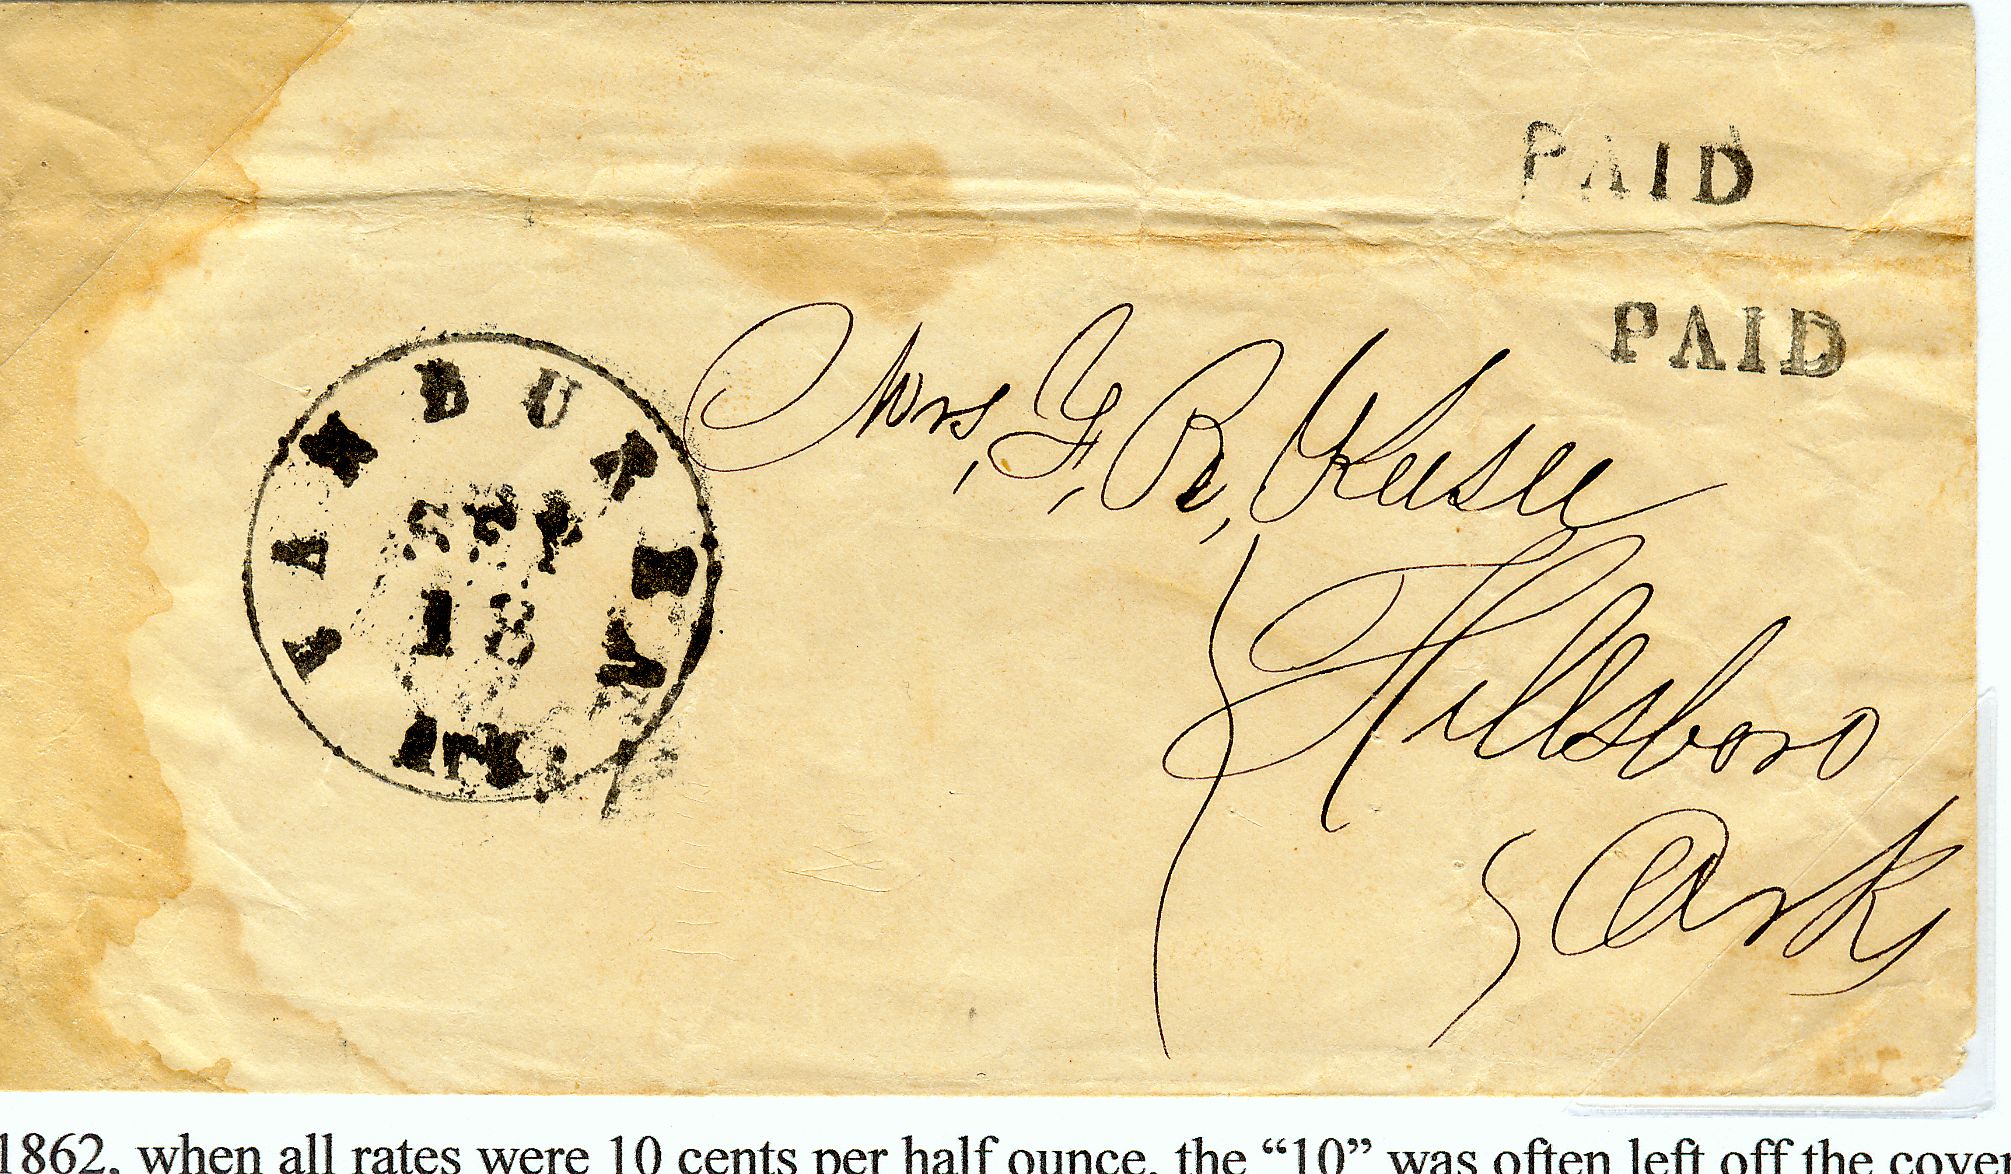 PAID
PAID
VAN BUREN
SEP
18
Ark
Mrs, F, R,
Hillsboro
Ark
1862, when all rates were 10 cents per half ounce, the “10” was often left off the cover